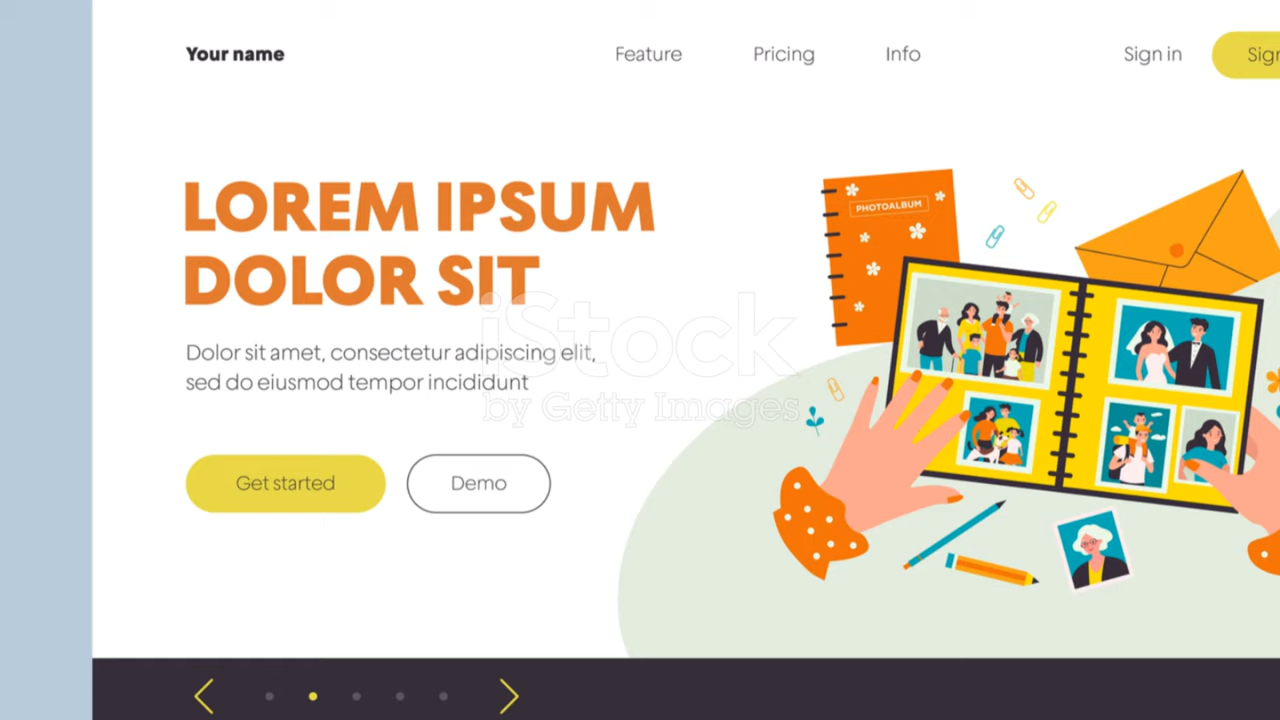 Your name
Feature
Pricing
Info
Sign in
LOREM IPSUM
DOLOR SIT
Dolor sit amet, consectetur adipiscing elit,
sed do eiusmod tempor incididunt
Get started
Demo
PHOTOALBUM
iStock
by Getty Images